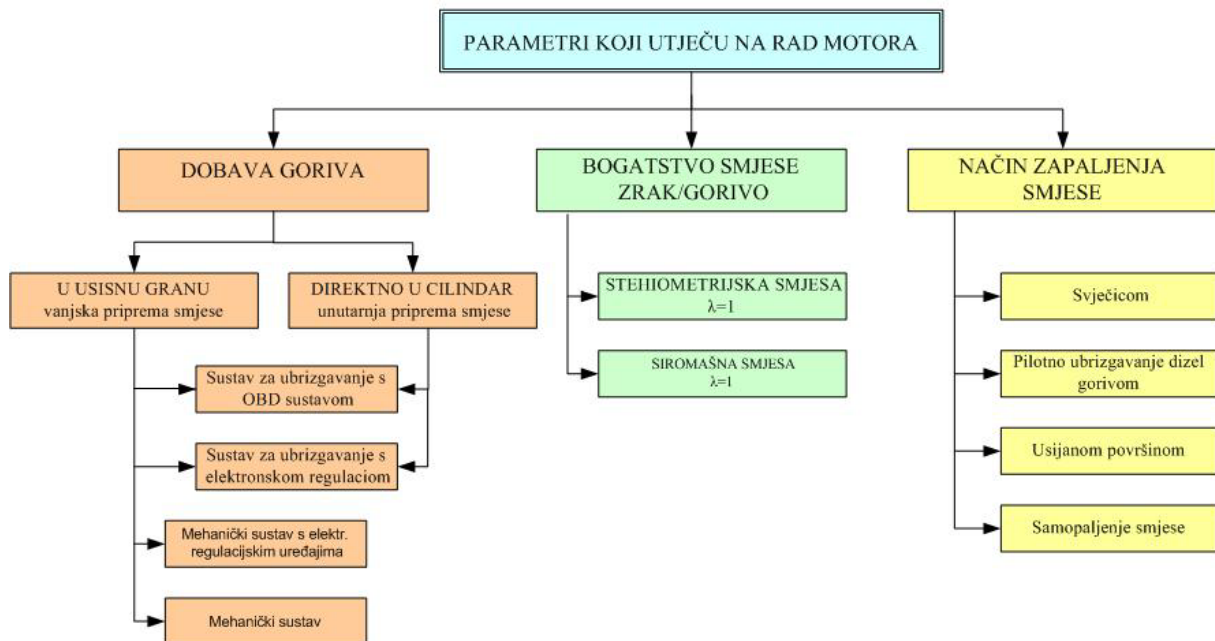 PARAMETRI KOJI UTJEČU NA RAD MOTORA
DOBAVA GORIVA
BOGATSTVO SMJESE
ZRAK/GORIVO
NAČIN ZAPALJENJA
SMJESE
U USISNU GRANU
vanjska priprema smjese
DIREKTNO U CILINDAR
unutarnja priprema smjese
Sustav za ubrizgavanje s
OBD sustavom
Sustav za ubrizgavanje s
elektronskom regulaciom
Mehanički sustav s elektr.
regulacijskim uređajima
Mehanički sustav
STEHIOMETRIJSKA SMJESA
λ=1
SIROMAŠNA SMJESA
λ=1
Svječicom
Pilotno ubrizgavanje dizel
gorivom
Usijanom površinom
Samopaljenje smjese